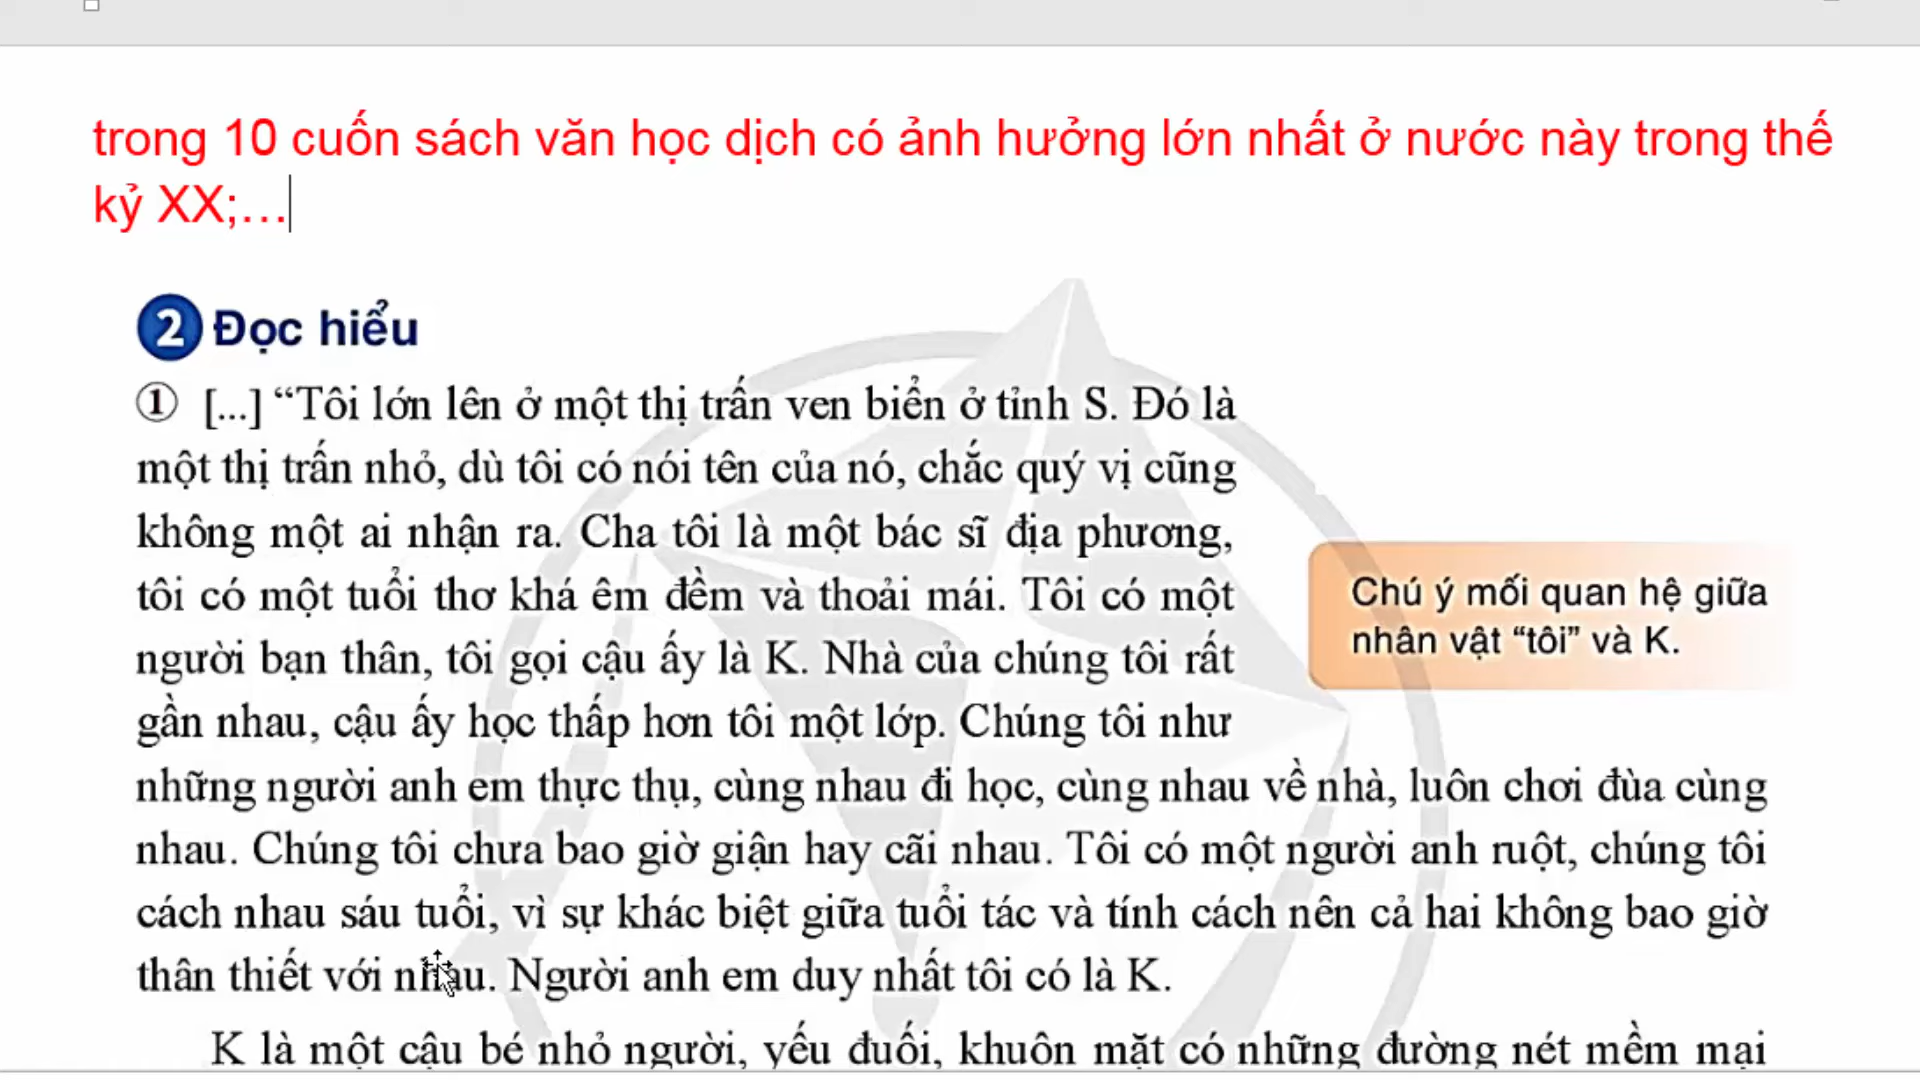 trong 10 cuốn sách văn học dịch có ảnh hưởng lớn nhất ở nước này trong thế
kỷ XX;...
2 Đọc hiểu
① [...] “Tôi lớn lên ở một thị trấn ven biển ở tỉnh S. Đó là
một thị trấn nhỏ, dù tôi có nói tên của nó, chắc quý vị cũng
không một ai nhận ra. Cha tôi là một bác sĩ địa phương,
tôi có một tuổi thơ khá êm đềm và thoải mái. Tôi có một
người bạn thân, tôi gọi cậu ấy là K. Nhà của chúng tôi rất
gần nhau, cậu ấy học thấp hơn tôi một lớp. Chúng tôi như
những người anh em thực thụ, cùng nhau đi học, cùng nhau về nhà, luôn chơi đùa cùng
nhau. Chúng tôi chưa bao giờ giận hay cãi nhau. Tôi có một người anh ruột, chúng tôi
cách nhau sáu tuổi, vì sự khác biệt giữa tuổi tác và tính cách nên cả hai không bao giờ
thân thiết với nhau. Người anh em duy nhất tôi có là K.
K là một cậu bé nhỏ người, yếu đuối, khuôn mặt có những đường nét mềm mại
Chú ý mối quan hệ giữa
nhân vật “tôi” và K.